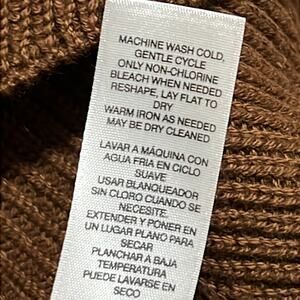 MACHINE WASH COLD,
GENTLE CYCLE
ONLY NON-CHLORINE
BLEACH WHEN NEEDED
RESHAPE, LAY FLAT TO
DRY
WARM IRON AS NEEDED
MAY BE DRY CLEANED
LAVAR A MÁQUINA CON
AGUA FRIA EN CICLO
SUAVE
USAR BLANQUEADOR
SIN CLORO CUANDO SE
NECESITE.
EXTENDER Y PONER EN
UN LUGAR PLANO PARA
SECAR
PLANCHAR A BAJA
TEMPERATURA
PUEDE LAVARSE EN
SECO